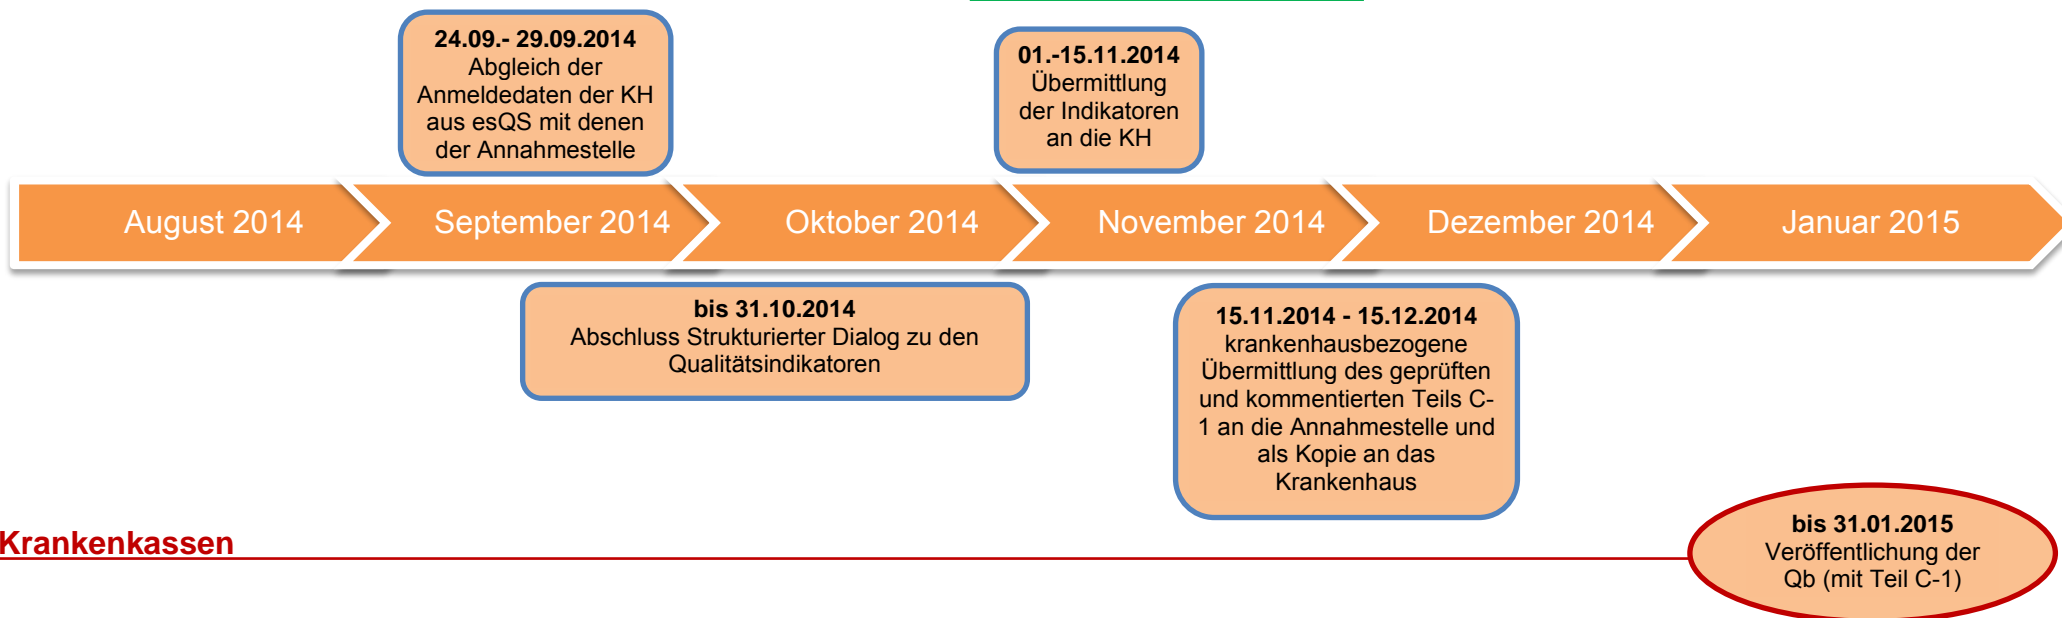 24.09.- 29.09.2014
Abgleich der
Anmeldedaten der KH
aus esQS mit denen
der Annahmestelle
01.-15.11.2014
Übermittlung
der Indikatoren
an die KH
August 2014
September 2014
Oktober 2014
November 2014
Dezember 2014
Januar 2015
bis 31.10.2014
Abschluss Strukturierter Dialog zu den
Qualitätsindikatoren
15.11.2014 - 15.12.2014
krankenhausbezogene
Übermittlung des geprüften
und kommentierten Teils C-
1 an die Annahmestelle und
als Kopie an das
Krankenhaus
Krankenkassen
bis 31.01.2015
Veröffentlichung der
Qb (mit Teil C-1)